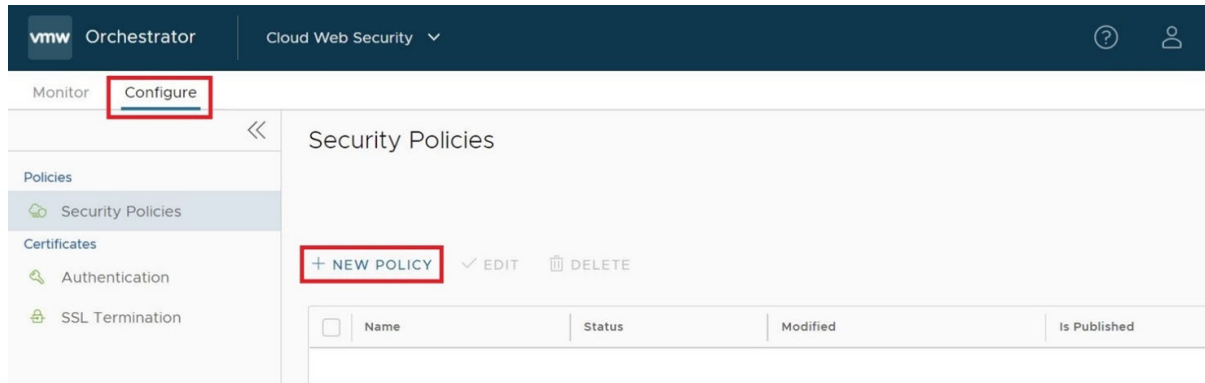 vmw Orchestrator Cloud Web Security
Monitor Configure
Security Policies
Policies
Security Policies
Certificates
Authentication
SSL Termination
+ NEW POLICY EDIT DELETE
Name Status Modified Is Published